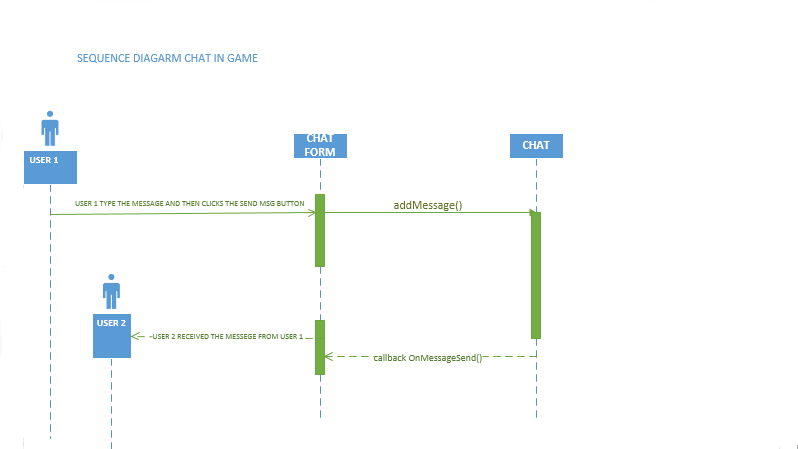 SEQUENCE DIAGARM CHAT IN GAME
USER 1
CHAT
FORM
CHAT
USER 1 TYPE THE MESSAGE AND THEN CLICKS THE SEND MSG BUTTON
addMessage()
USER 2
-USER 2 RECEIVED THE MESSEGE FROM USER 1
callback OnMessageSend()